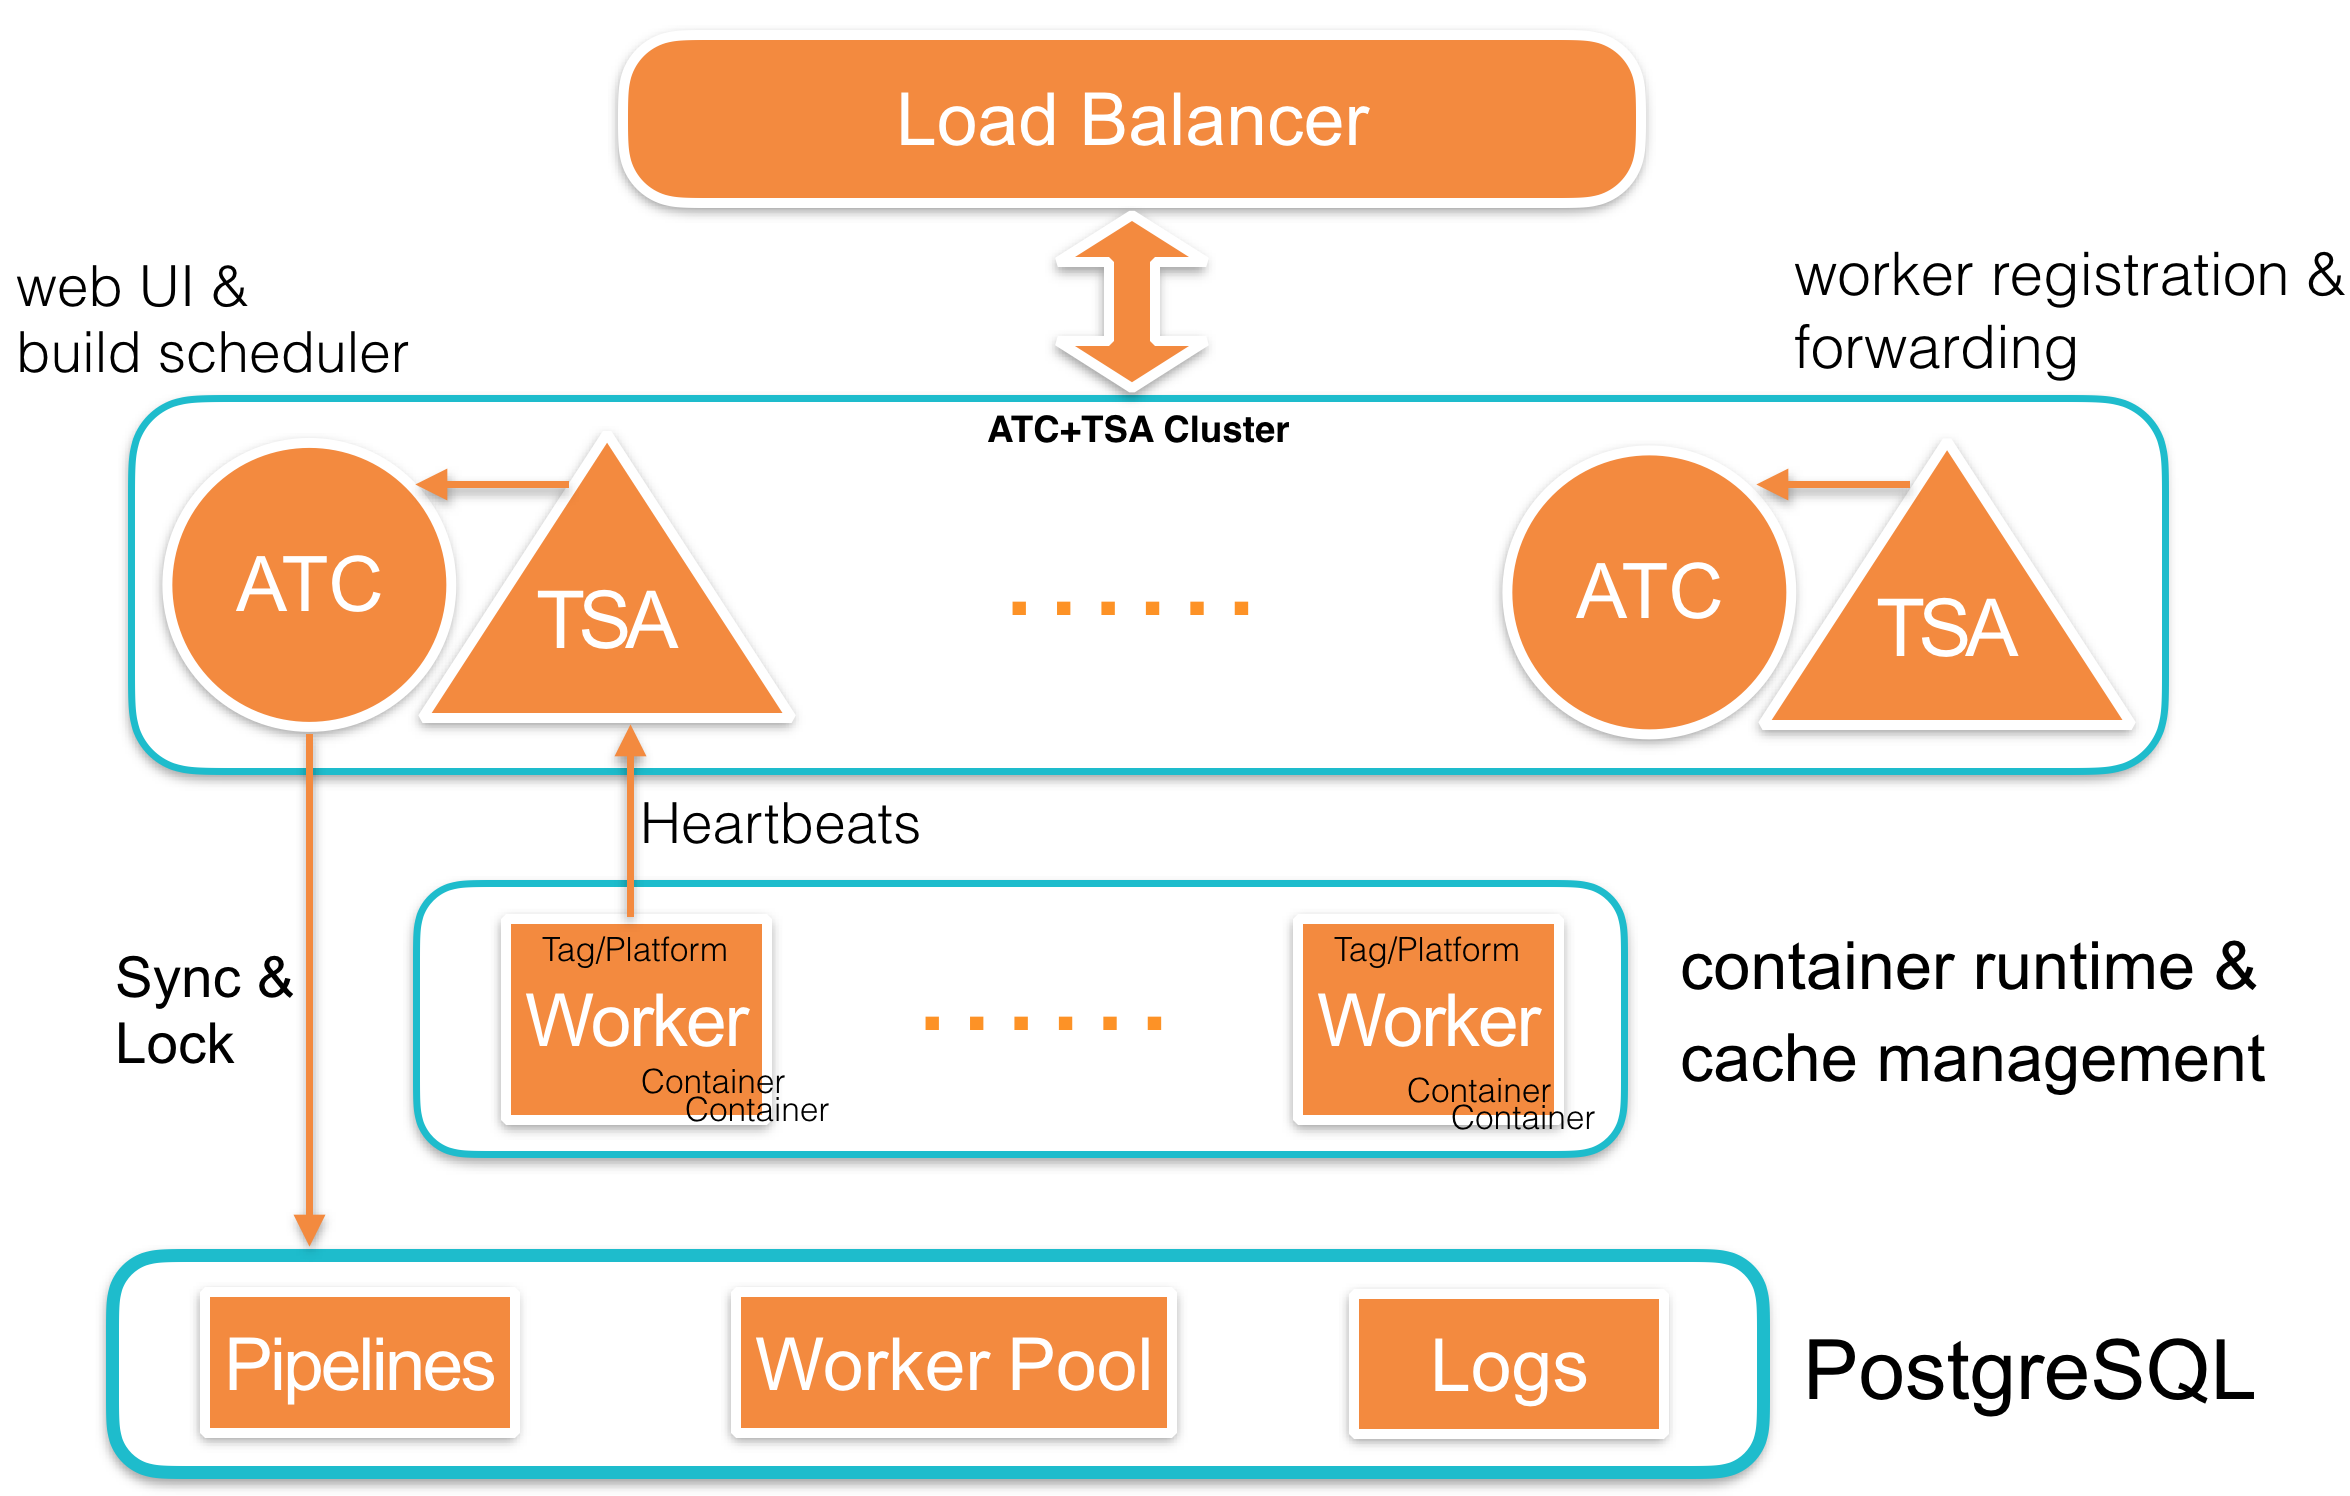 Load Balancer
web UI &
build scheduler
worker registration &
forwarding
ATC+TSA Cluster
ATC
TSA
ATC
TSA
Heartbeats
Sync &
Lock
Tag/Platform
Worker
Container
Container
Tag/Platform
Worker
Container
Container
container runtime &
cache management
Pipelines
Worker Pool
Logs
PostgreSQL